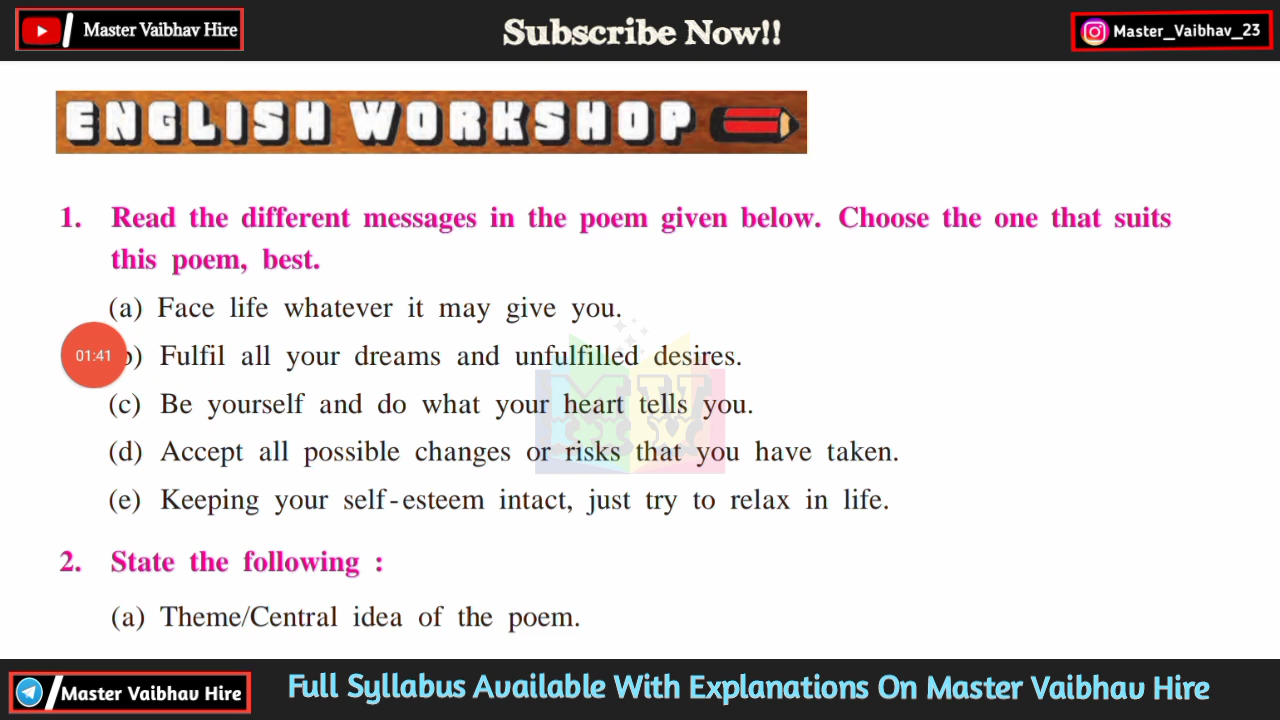 Master Vaibhav Hire
Subscribe Now!!
Master_Vaibhav_23
ENGLISH WORKSHOP
1. Read the different messages in the poem given below. Choose the one that suits
this poem, best.
(a) Face life whatever it may give you.
01:41
b) Fulfil all your dreams and unfulfilled desires.
(c) Be yourself and do what your heart tells you.
MV
(d) Accept all possible changes or risks that you have taken.
(e) Keeping your self-esteem intact, just try to relax in life.
2. State the following :
(a) Theme/Central idea of the poem.
Master Vaibhav Hire
Full Syllabus Available With Explanations On Master Vaibhav Hire